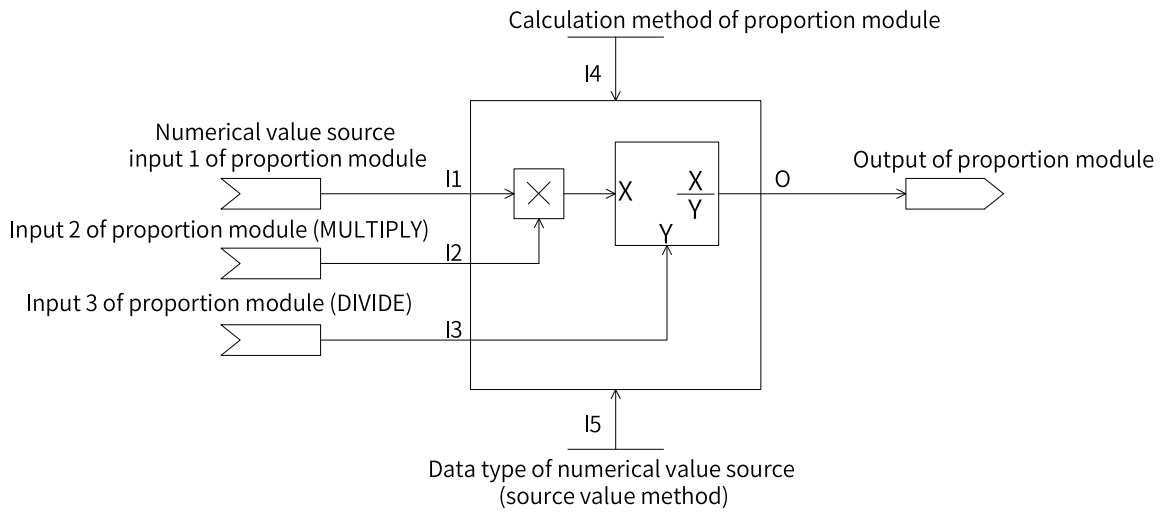 Calculation method of proportion module
I4
Numerical value source
input 1 of proportion module
I1
Output of proportion module
O
X
X
Y
Y
Input 2 of proportion module (MULTIPLY)
I2
Input 3 of proportion module (DIVIDE)
I3
I5
Data type of numerical value source
(source value method)